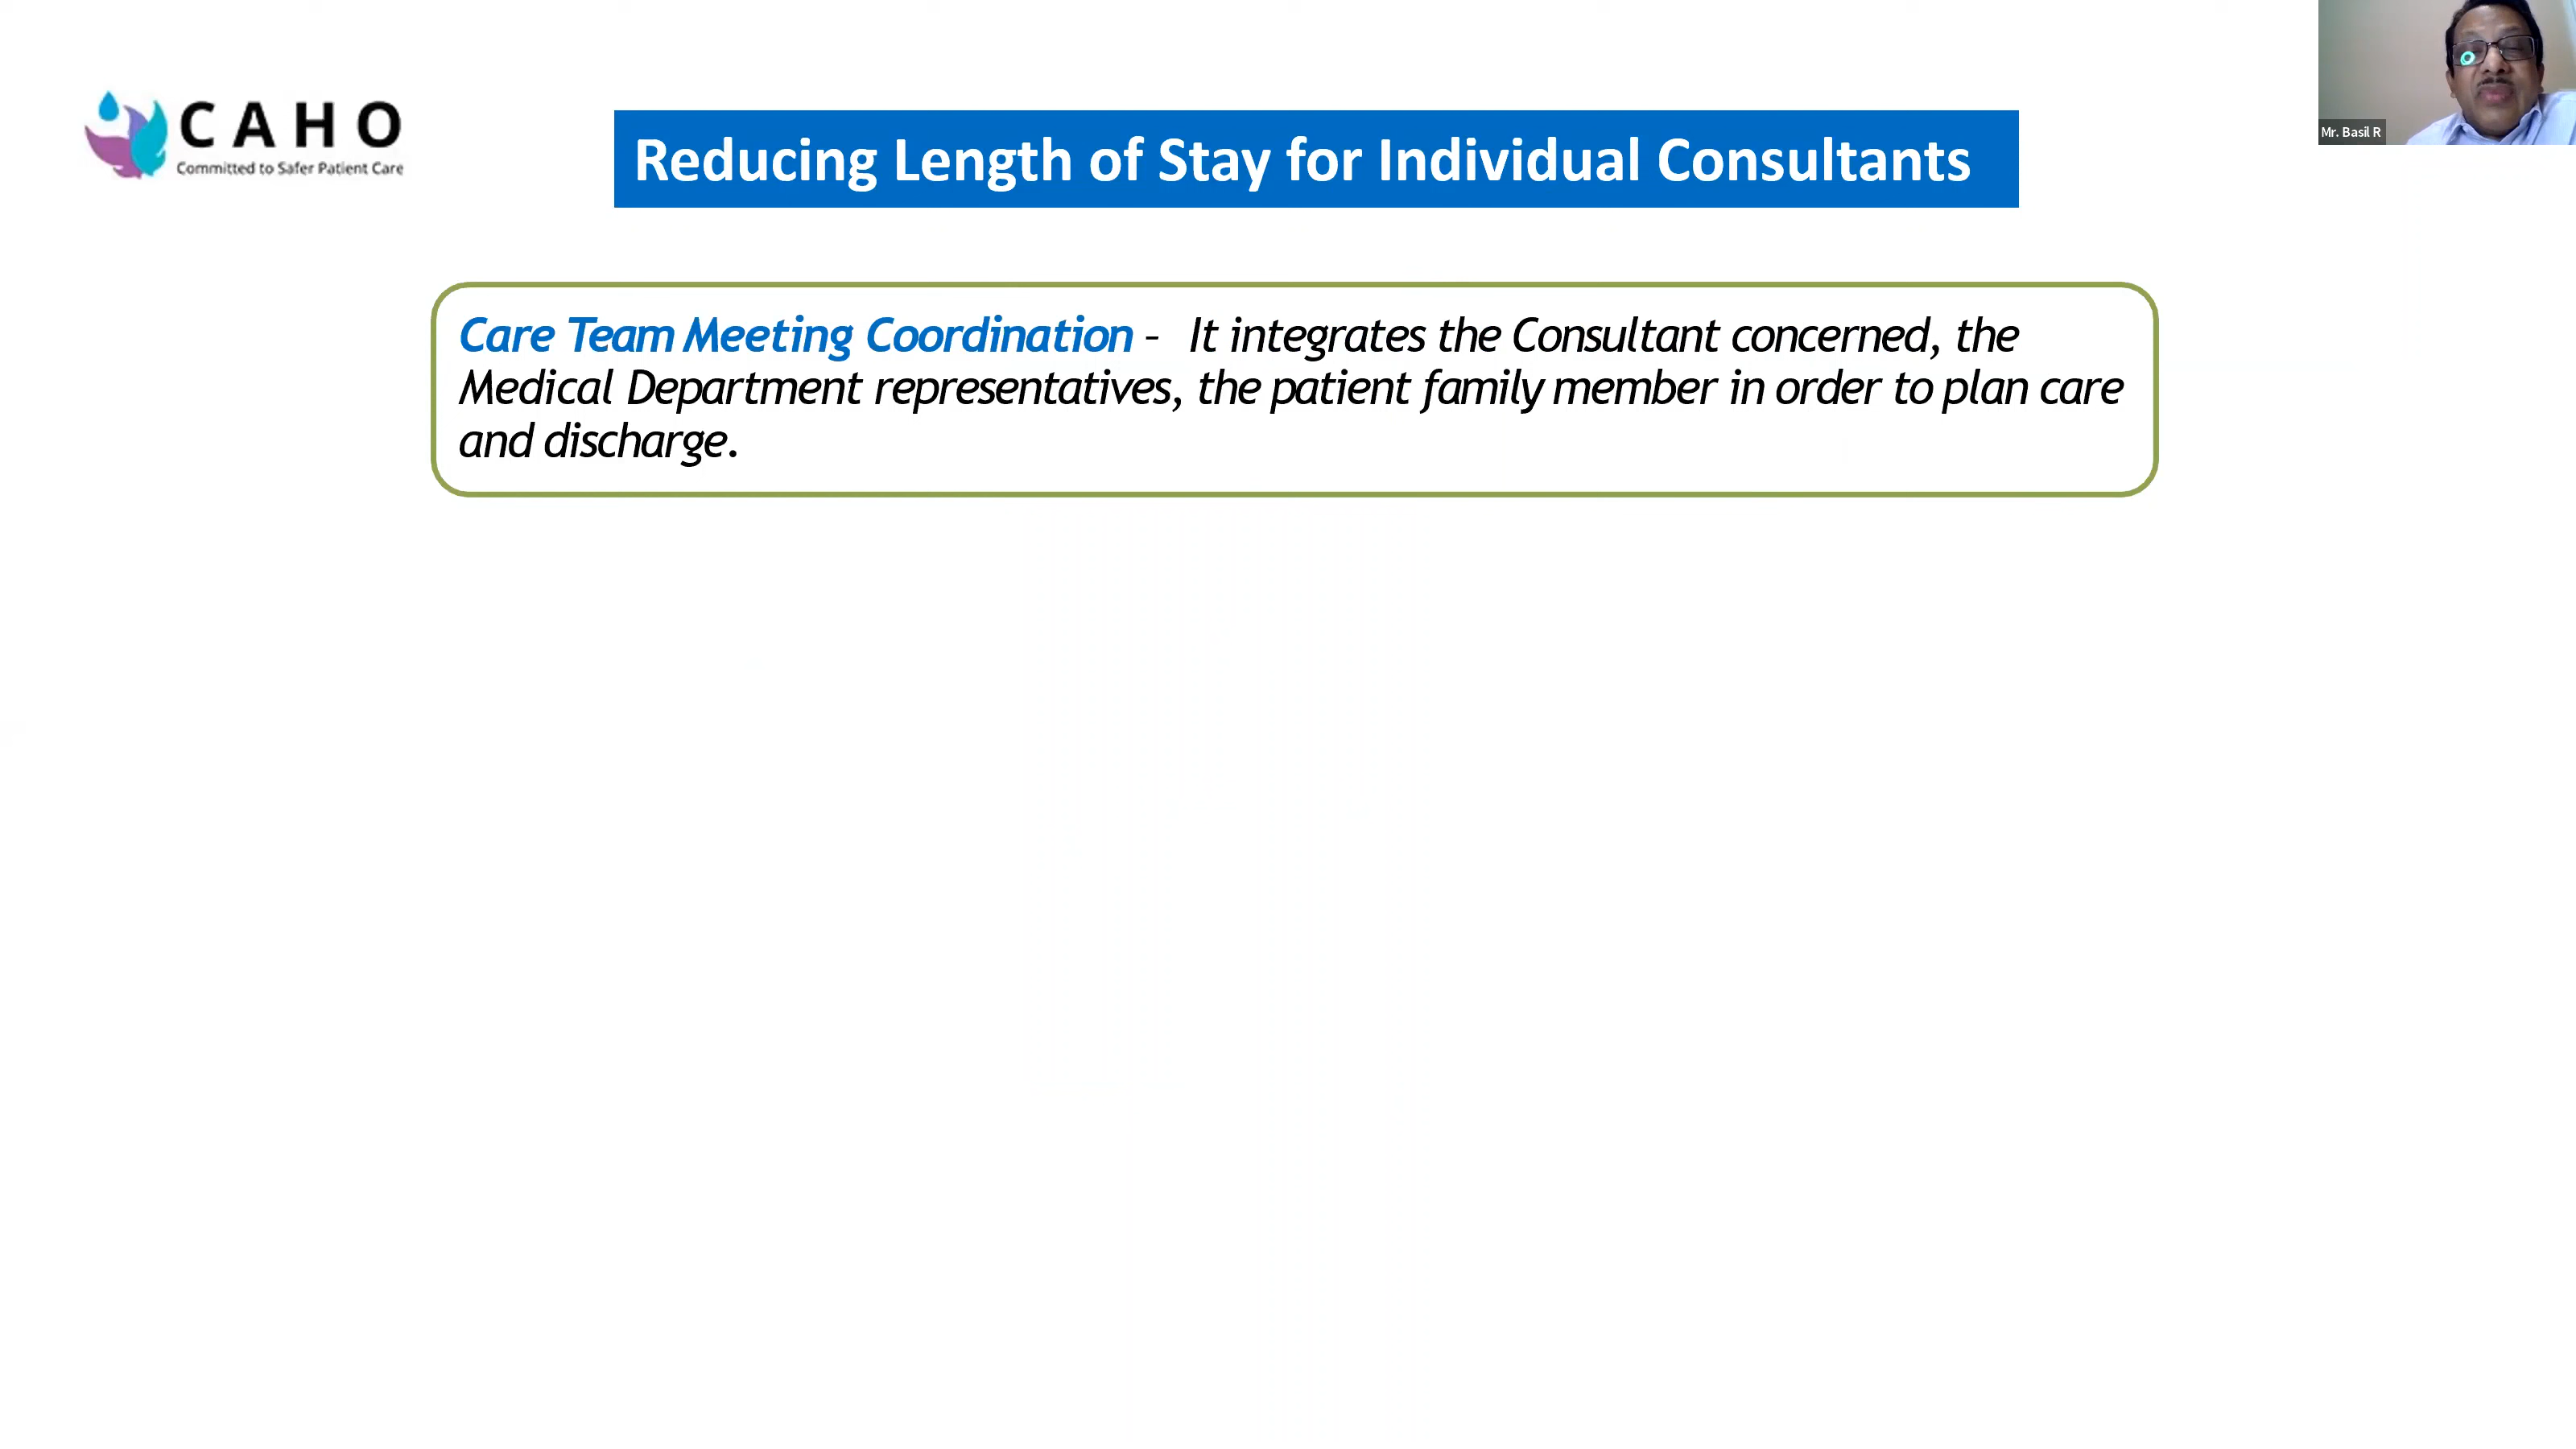 CAHO
Committed to Safer Patient Care
Reducing Length of Stay for Individual Consultants
Mr. Basil R
Care Team Meeting Coordination – It integrates the Consultant concerned, the
Medical Department representatives, the patient family member in order to plan care
and discharge.